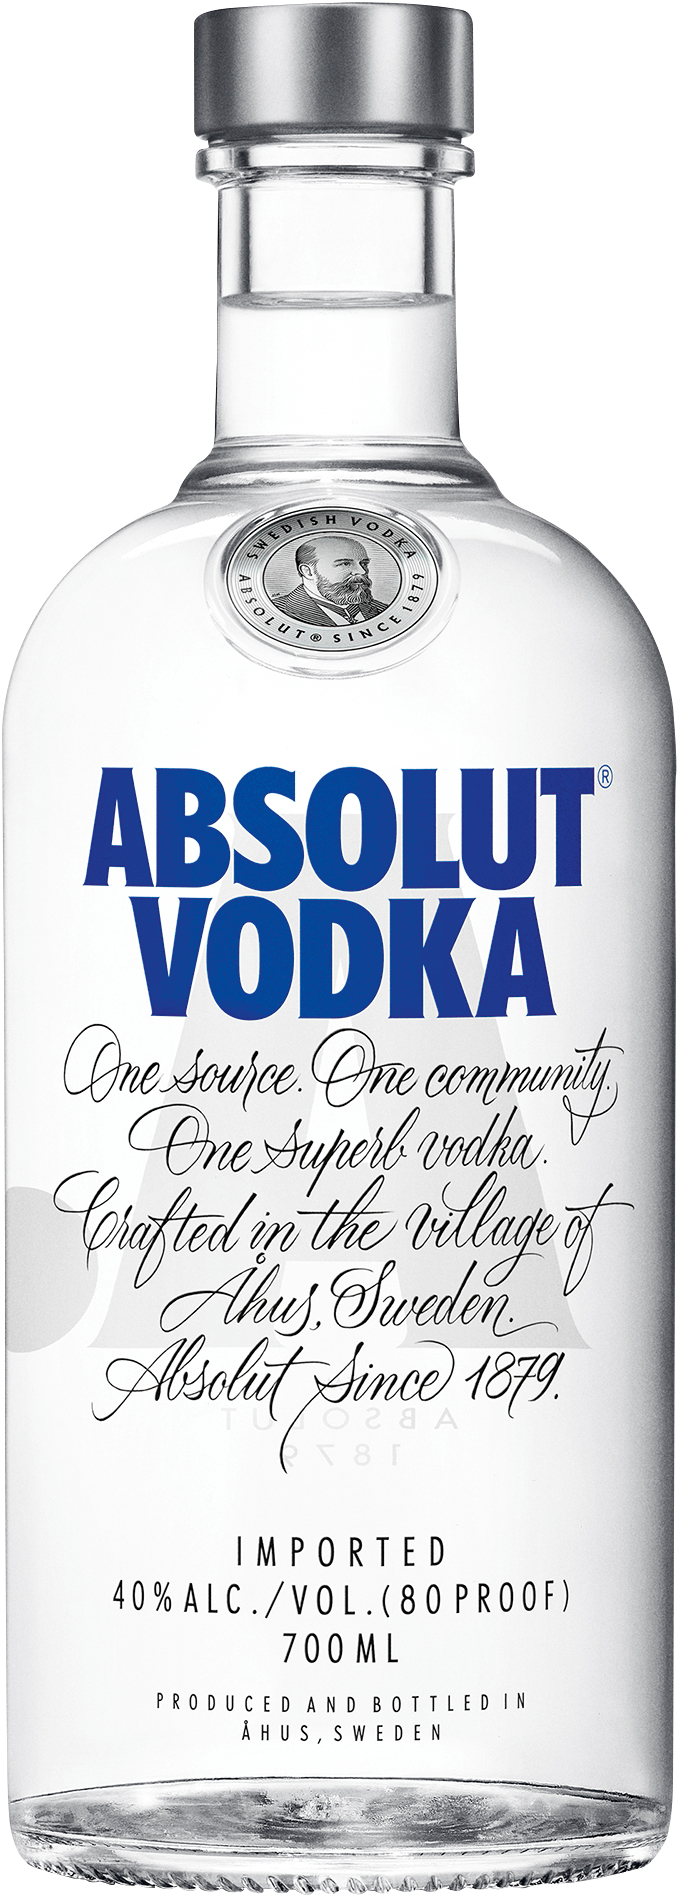 SWEDISH VODKA
ABSOLUT® SINCE 1879
ABSOLUT®
VODKA
One source. One community.
One superb vodka.
Crafted in the village of
Åhus, Sweden.
Absolut Since 1879.
A
ABSOLUT
1879
IMPORTED
40% ALC./VOL. (80 PROOF)
700 ML
PRODUCED AND BOTTLED IN
ÅHUS, SWEDEN